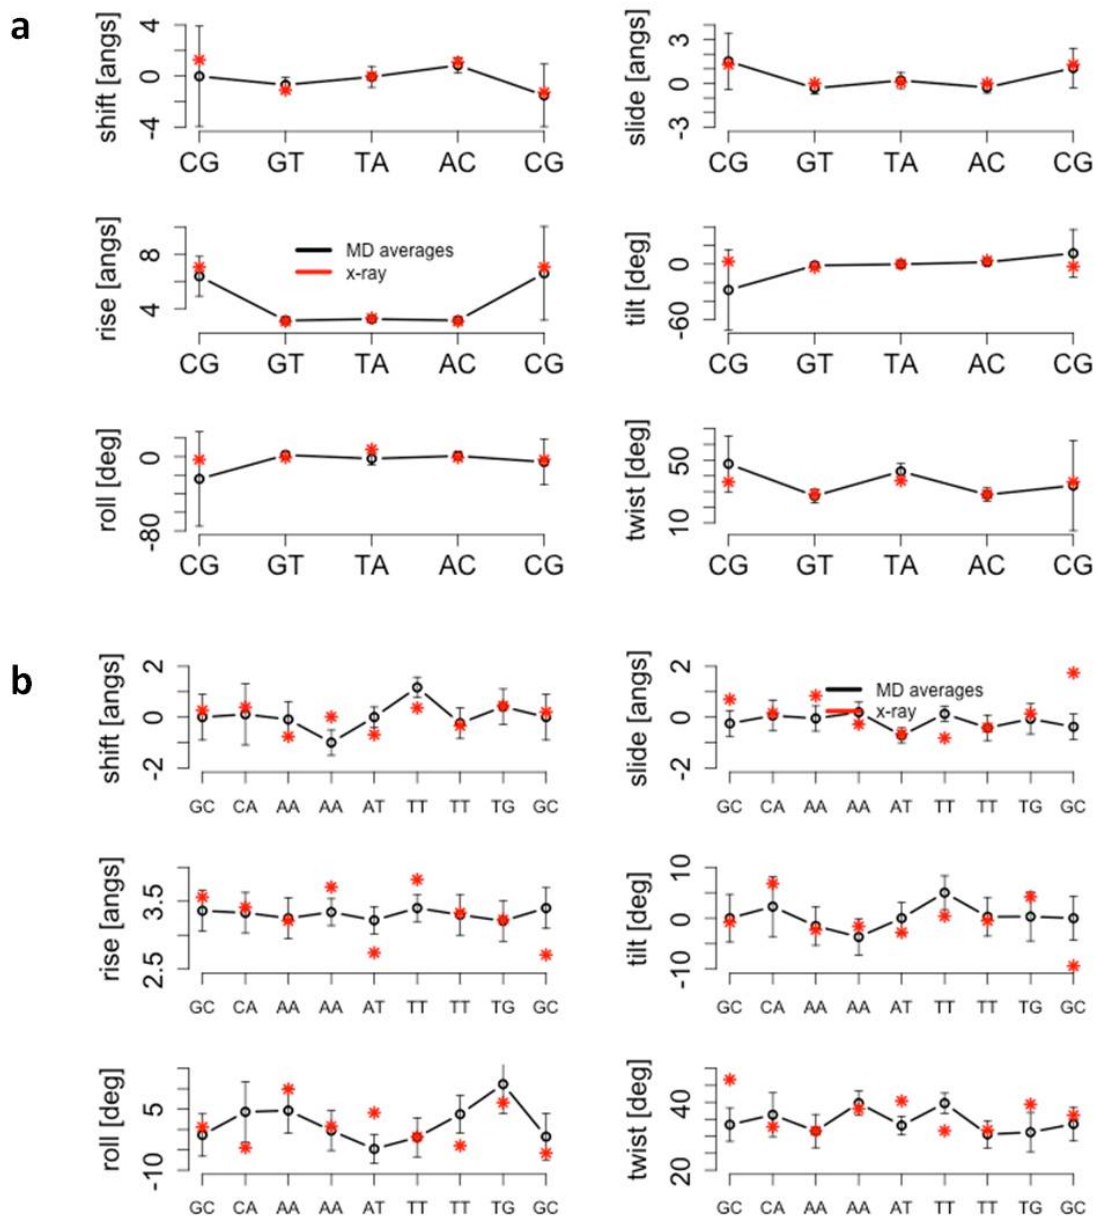 a
shift [angs]
4
0
-4
CG GT TA AC CG
slide [angs]
3
0
-3
CG GT TA AC CG
rise [angs]
8
4
MD averages
x-ray
CG GT TA AC CG
tilt [deg]
0
-60
CG GT TA AC CG
roll [deg]
0
-80
CG GT TA AC CG
twist [deg]
50
10
CG GT TA AC CG
b
shift [angs]
2
0
-2
GC CA AA AA AT TT TT TG GC
slide [angs]
2
0
-2
MD averages
x-ray
GC CA AA AA AT TT TT TG GC
rise [angs]
3.5
2.5
GC CA AA AA AT TT TT TG GC
tilt [deg]
10
0
-10
GC CA AA AA AT TT TT TG GC
roll [deg]
5
-10
GC CA AA AA AT TT TT TG GC
twist [deg]
40
20
GC CA AA AA AT TT TT TG GC